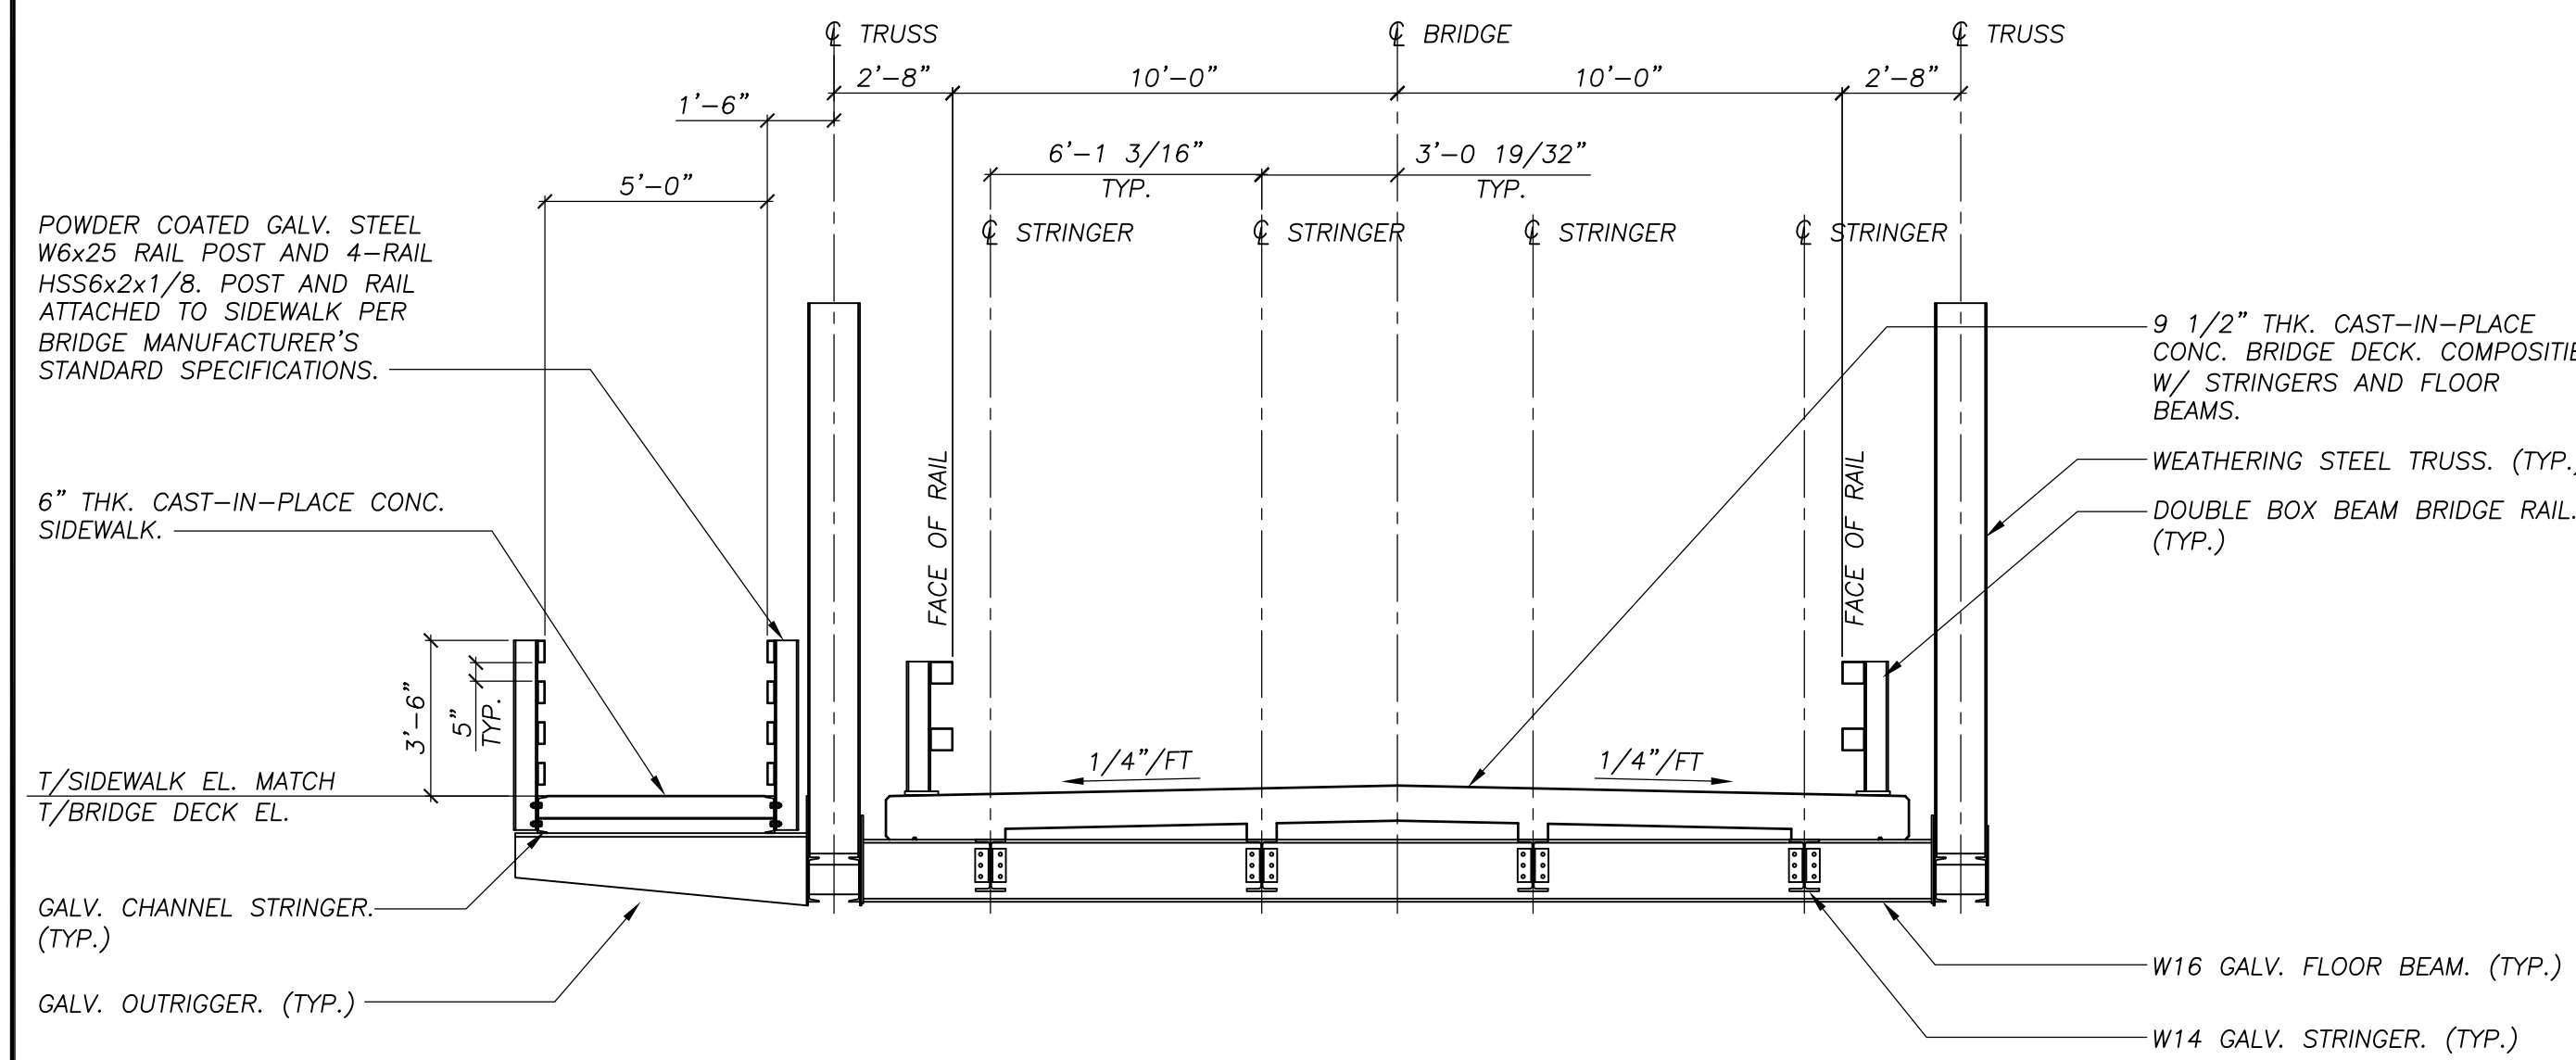 ℄ TRUSS
℄ BRIDGE
℄ TRUSS
2'-8"
10'-0"
10'-0"
2'-8"
1'-6"
6'-1 3/16"
TYP.
3'-0 19/32"
TYP.
5'-0"
℄ STRINGER
℄ STRINGER
℄ STRINGER
℄ STRINGER
POWDER COATED GALV. STEEL
W6x25 RAIL POST AND 4-RAIL
HSS6x2x1/8. POST AND RAIL
ATTACHED TO SIDEWALK PER
BRIDGE MANUFACTURER'S
STANDARD SPECIFICATIONS.
9 1/2" THK. CAST-IN-PLACE
CONC. BRIDGE DECK. COMPOSITIE
W/ STRINGERS AND FLOOR
BEAMS.
WEATHERING STEEL TRUSS. (TYP.)
DOUBLE BOX BEAM BRIDGE RAIL.
(TYP.)
6" THK. CAST-IN-PLACE CONC.
SIDEWALK.
FACE OF RAIL
FACE OF RAIL
3'-6"
5"
TYP.
1/4"/FT
1/4"/FT
T/SIDEWALK EL. MATCH
T/BRIDGE DECK EL.
GALV. CHANNEL STRINGER.
(TYP.)
GALV. OUTRIGGER. (TYP.)
W16 GALV. FLOOR BEAM. (TYP.)
W14 GALV. STRINGER. (TYP.)